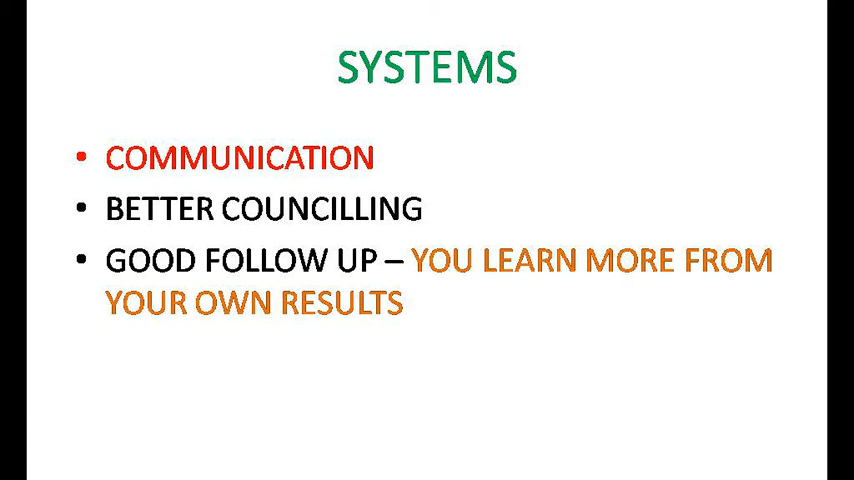 SYSTEMS
• COMMUNICATION
• BETTER COUNCILLING
• GOOD FOLLOW UP – YOU LEARN MORE FROM
YOUR OWN RESULTS